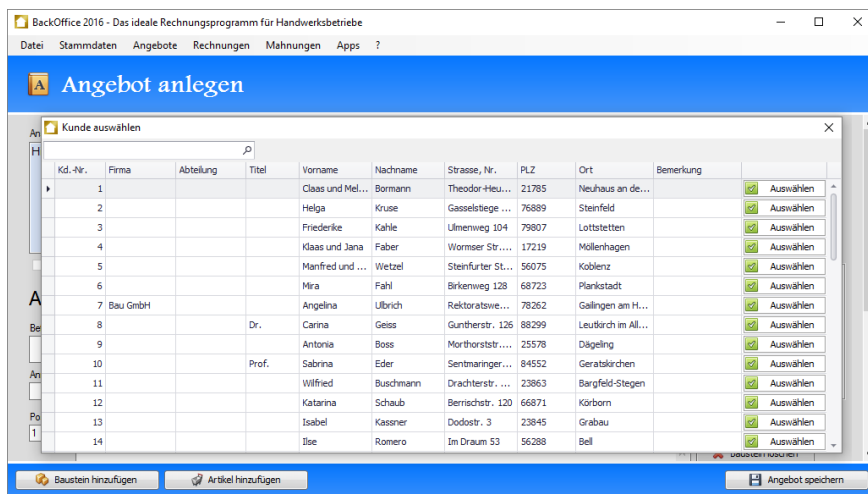 BackOffice 2016 - Das ideale Rechnungsprogramm für Handwerksbetriebe
Datei Stammdaten Angebote Rechnungen Mahnungen Apps ?
A Angebot anlegen
An
Kunde auswählen
H
Kd.-Nr. Firma Abteilung Titel Vorname Nachname Strasse, Nr. PLZ Ort Bemerkung
1 Claas und Mel... Bormann Theodor-Heu... 21785 Neuhaus an de... Auswählen
2 Helga Kruse Gasselstiege ... 76889 Steinfeld Auswählen
3 Friederike Kahle Ulmenweg 104 79807 Lottstetten Auswählen
4 Klaas und Jana Faber Wormser Str.... 17219 Möllenhagen Auswählen
5 Manfred und ... Wetzel Steinfurter St... 56075 Koblenz Auswählen
6 Mira Fahl Birkenweg 128 68723 Plankstadt Auswählen
A
7 Bau GmbH Angelina Ulbrich Rektoratswe... 78262 Gailingen am H... Auswählen
Be
8 Dr. Carina Geiss Guntherstr. 126 88299 Leutkirch im All... Auswählen
9 Antonia Boss Morthorststr.... 25578 Dägeling Auswählen
10 Prof. Sabrina Eder Sentmaringer... 84552 Geratskirchen Auswählen
An
11 Wilfried Buschmann Drachterstr. ... 23863 Bargfeld-Stegen Auswählen
12 Katarina Schaub Berrischstr. 120 66871 Körborn Auswählen
Po
13 Isabel Kassner Dodostr. 3 23845 Grabau Auswählen
1
14 Ilse Romero Im Draum 53 56288 Bell Auswählen
Baustein löschen
Baustein hinzufügen Artikel hinzufügen Angebot speichern